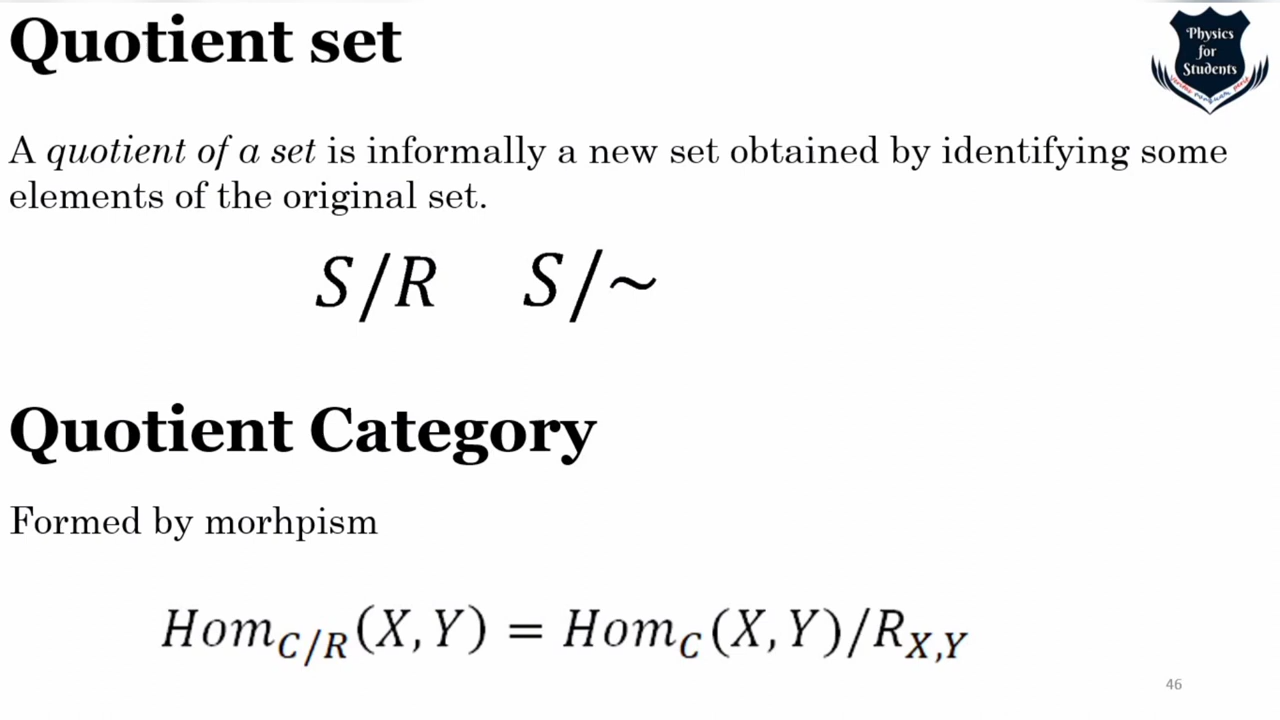 Quotient set
Physics
for
Students
A quotient of a set is informally a new set obtained by identifying some
elements of the original set.
S/R S/~
Quotient Category
Formed by morhpism
Hom_{C/R}(X,Y) = Hom_C(X,Y)/R_{X,Y}
46